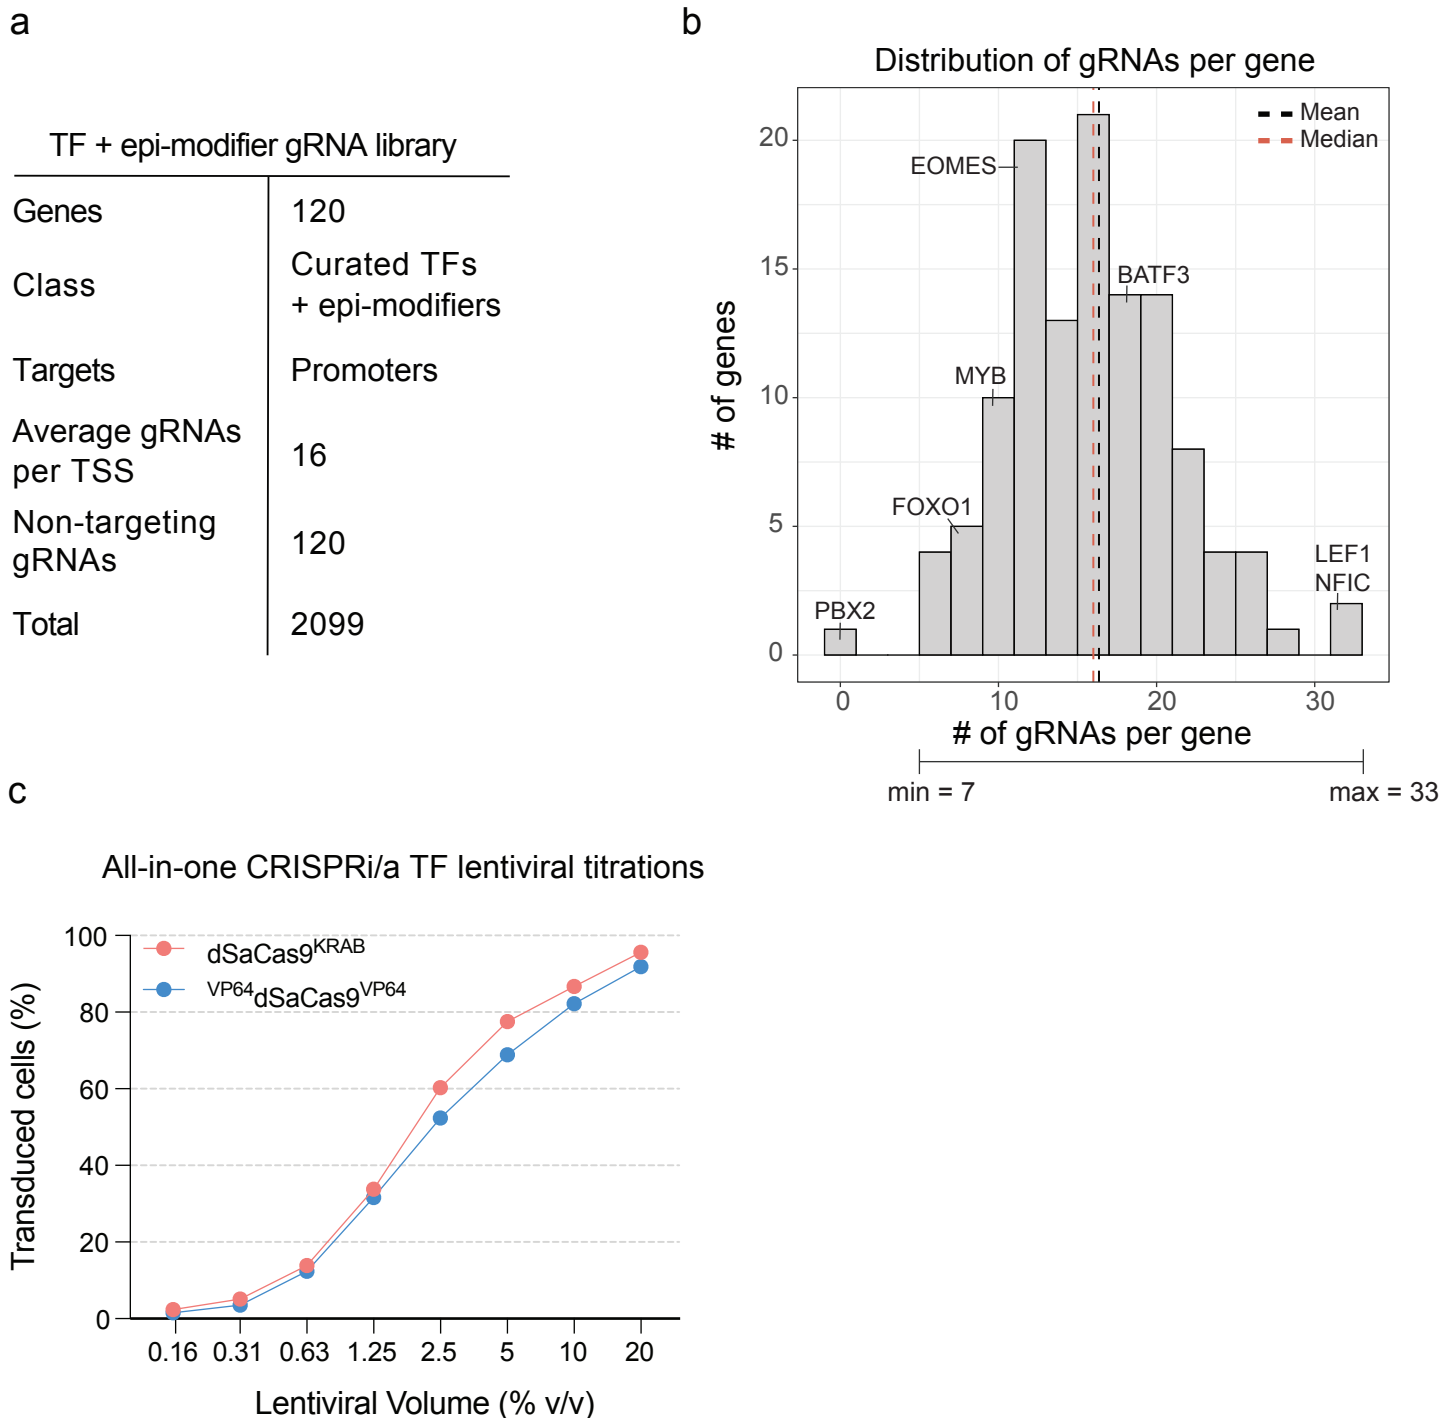 a
TF + epi-modifier gRNA library
Genes 120
Class Curated TFs + epi-modifiers
Targets Promoters
Average gRNAs per TSS 16
Non-targeting gRNAs 120
Total 2099
b
Distribution of gRNAs per gene
Mean
Median
EOMES
BATF3
MYB
FOXO1
LEF1
NFIC
PBX2
# of genes
20
15
10
5
0
0 10 20 30
# of gRNAs per gene
min = 7 max = 33
c
All-in-one CRISPRi/a TF lentiviral titrations
dSaCas9KRAB
VP64dSaCas9VP64
Transduced cells (%)
100
80
60
40
20
0
0.16 0.31 0.63 1.25 2.5 5 10 20
Lentiviral Volume (% v/v)